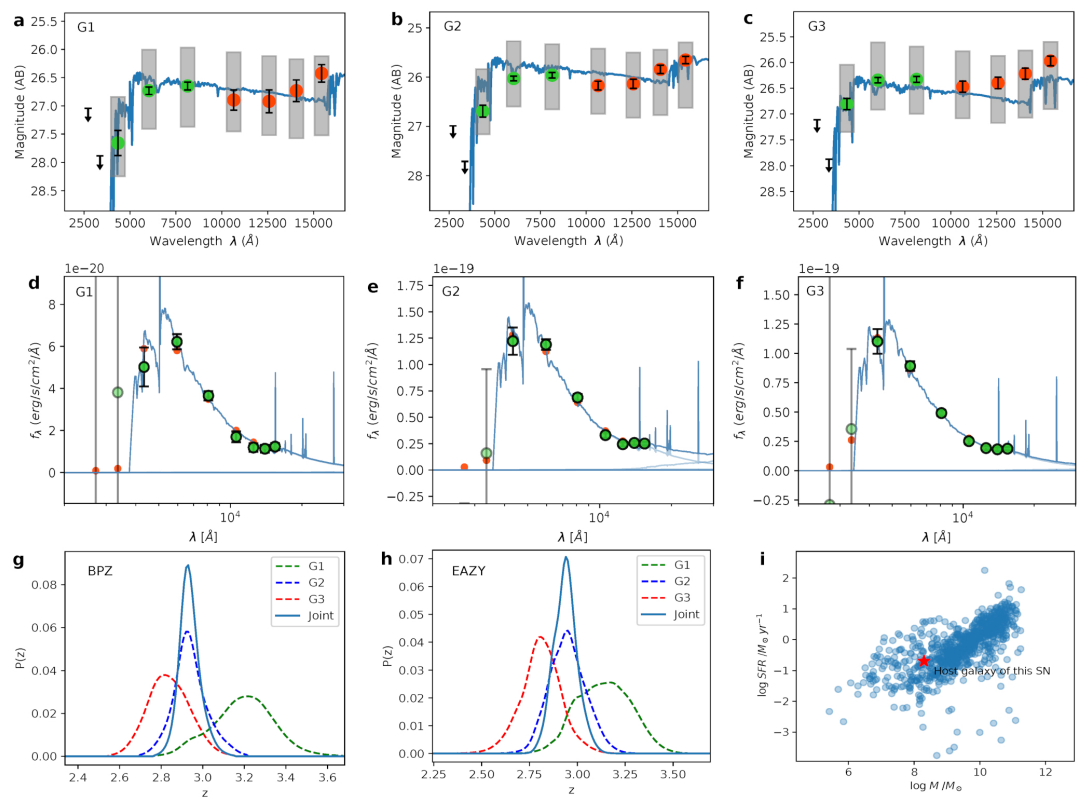 a
G1
Magnitude (AB)
25.5
26.0
26.5
27.0
27.5
28.0
28.5
2500 5000 7500 10000 12500 15000
Wavelength λ (Å)
b
G2
Magnitude (AB)
25
26
27
28
2500 5000 7500 10000 12500 15000
Wavelength λ (Å)
c
G3
Magnitude (AB)
25.5
26.0
26.5
27.0
27.5
28.0
28.5
2500 5000 7500 10000 12500 15000
Wavelength λ (Å)
d
1e−20
G1
fλ (erg/s/cm²/Å)
8
6
4
2
0
10⁴
λ [Å]
e
1e−19
G2
fλ (erg/s/cm²/Å)
1.75
1.50
1.25
1.00
0.75
0.50
0.25
0.00
−0.25
10⁴
λ [Å]
f
1e−19
G3
fλ (erg/s/cm²/Å)
1.50
1.25
1.00
0.75
0.50
0.25
0.00
−0.25
10⁴
λ [Å]
g
BPZ
G1
G2
G3
Joint
P(z)
0.08
0.06
0.04
0.02
0.00
2.4 2.6 2.8 3.0 3.2 3.4 3.6
z
h
EAZY
G1
G2
G3
Joint
P(z)
0.07
0.06
0.05
0.04
0.03
0.02
0.01
0.00
2.25 2.50 2.75 3.00 3.25 3.50
z
i
log SFR /M⊙ yr⁻¹
2
1
0
−1
−2
−3
Host galaxy of this SN
6 8 10 12
log M /M⊙